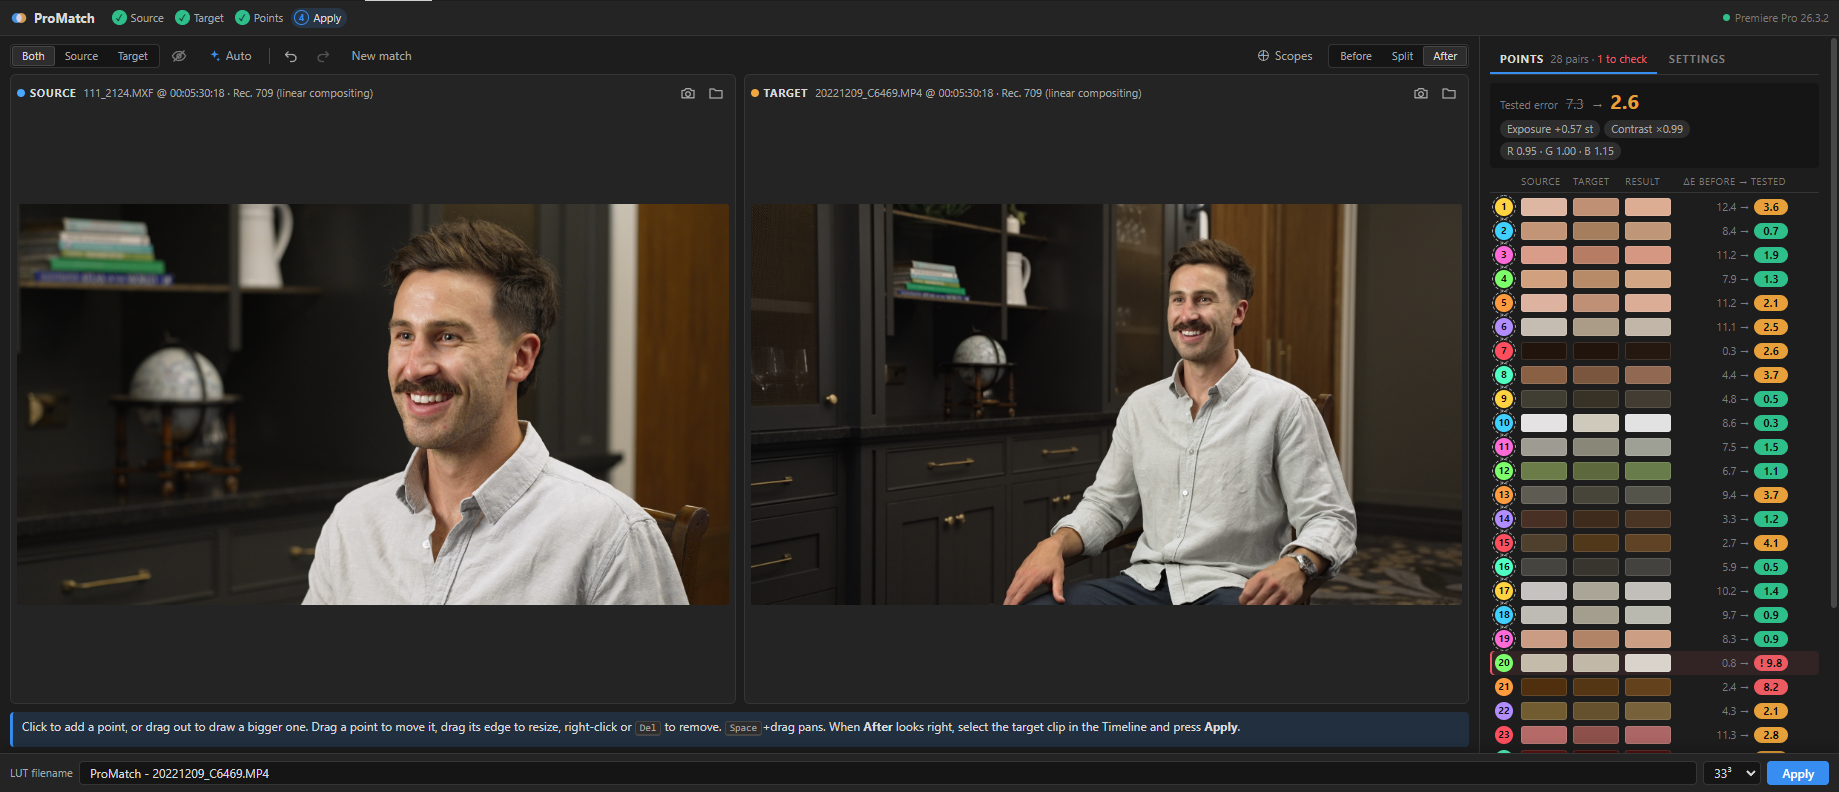 ProMatch Source Target Points 4 Apply Premiere Pro 26.3.2
Both Source Target Auto New match Scopes Before Split After
SOURCE 111_2124.MXF @ 00:05:30:18 · Rec. 709 (linear compositing)
TARGET 20221209_C6469.MP4 @ 00:05:30:18 · Rec. 709 (linear compositing)
Click to add a point, or drag out to draw a bigger one. Drag a point to move it, drag its edge to resize, right-click or Del to remove. Space +drag pans. When After looks right, select the target clip in the Timeline and press Apply.
POINTS 28 pairs · 1 to check SETTINGS
Tested error 7.3 → 2.6
Exposure +0.57 st Contrast ×0.99
R 0.95 · G 1.00 · B 1.15
SOURCE TARGET RESULT ΔE BEFORE → TESTED
1 12.4 → 3.6
2 8.4 → 0.7
3 11.2 → 1.9
4 7.9 → 1.3
5 11.2 → 2.1
6 11.1 → 2.5
7 0.3 → 2.6
8 4.4 → 3.7
9 4.8 → 0.5
10 8.6 → 0.3
11 7.5 → 1.5
12 6.7 → 1.1
13 9.4 → 3.7
14 3.3 → 1.2
15 2.7 → 4.1
16 5.9 → 0.5
17 10.2 → 1.4
18 9.7 → 0.9
19 8.3 → 0.9
20 0.8 → ! 9.8
21 2.4 → 8.2
22 4.3 → 2.1
23 11.3 → 2.8
LUT filename ProMatch - 20221209_C6469.MP4 33³ Apply